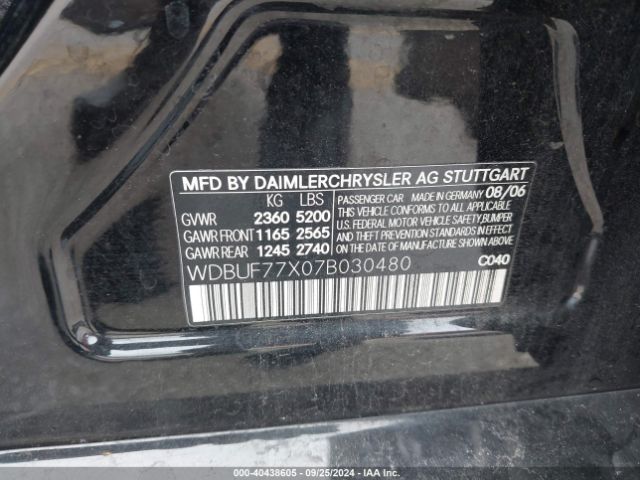 MFD BY DAIMLERCHRYSLER AG STUTTGART
KG LBS
GVWR 2360 5200
GAWR FRONT 1165 2565
GAWR REAR 1245 2740
PASSENGER CAR MADE IN GERMANY 08/06
THIS VEHICLE CONFORMS TO ALL APPLICABLE
U.S. FEDERAL MOTOR VEHICLE SAFETY, BUMPER
AND THEFT PREVENTION STANDARDS IN EFFECT
ON THE DATE OF MANUFACTURE SHOWN ABOVE.
WDBUF77X07B030480
C040
000-40438605 - 09/25/2024 - IAA Inc.